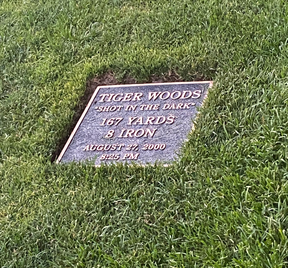 TIGER WOODS
"SHOT IN THE DARK"
167 YARDS
8 IRON
AUGUST 27, 2000
8:25 PM